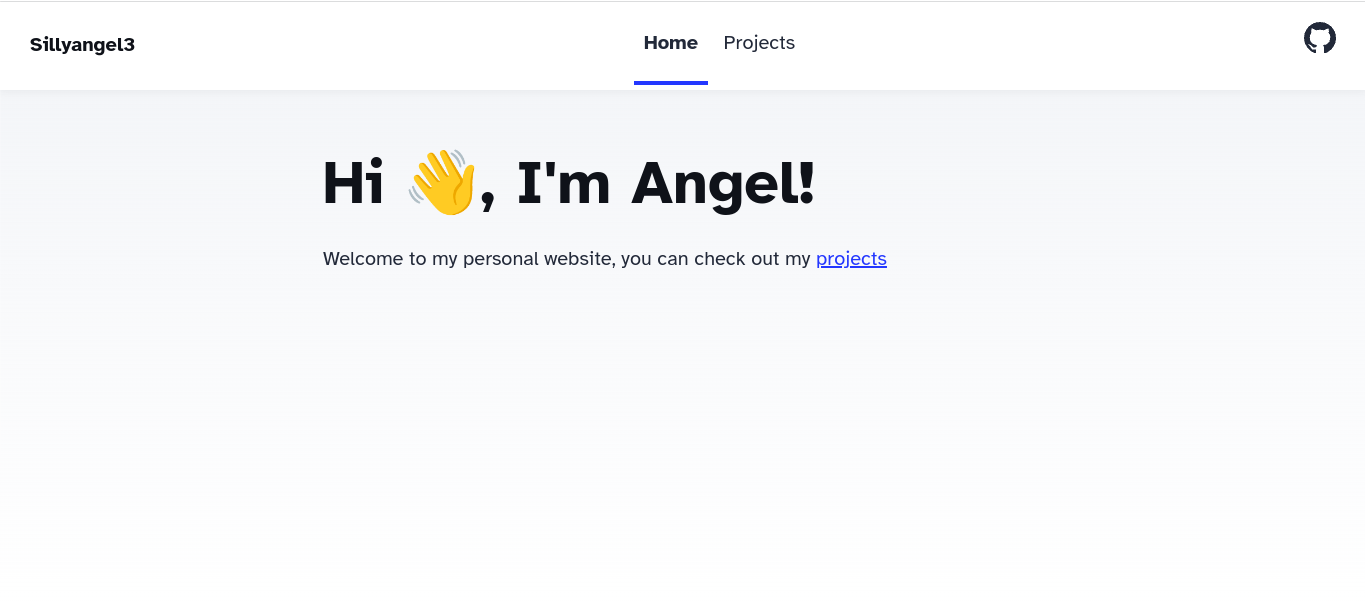 Sillyangel3
Home Projects
Hi 👋, I'm Angel!
Welcome to my personal website, you can check out my projects